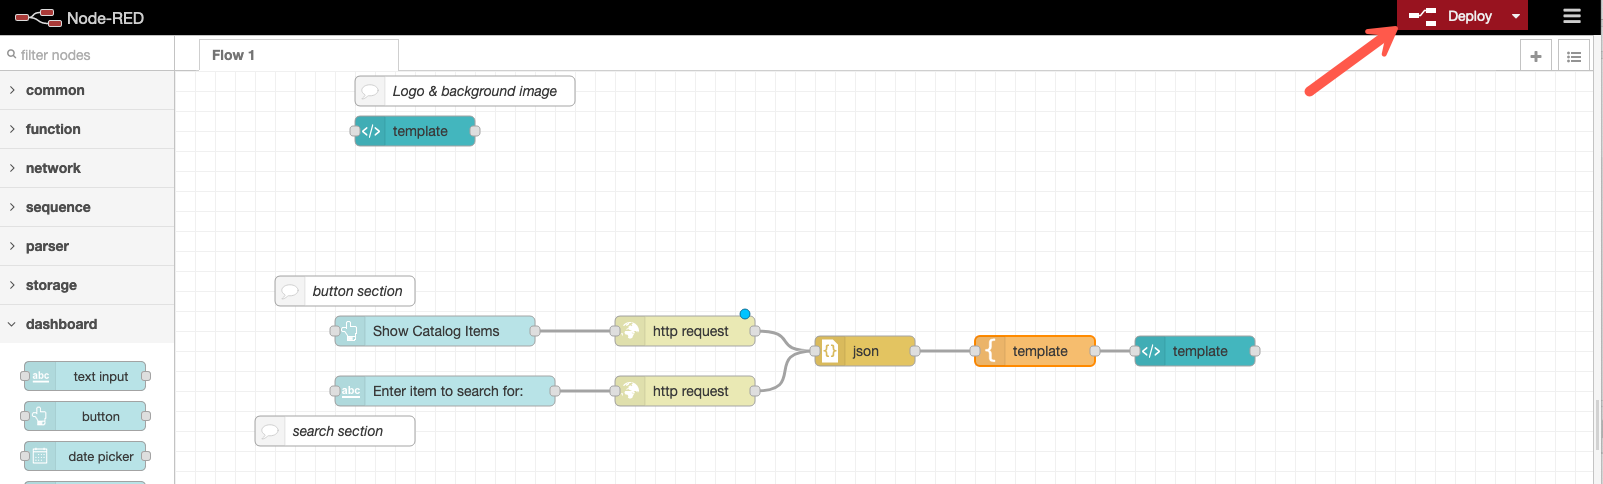 Node-RED
Deploy
filter nodes
Flow 1
common
function
network
sequence
parser
storage
dashboard
abc text input
button
date picker
Logo & background image
</> template
button section
Show Catalog Items
http request
{} json
{ template
</> template
abc Enter item to search for:
http request
search section